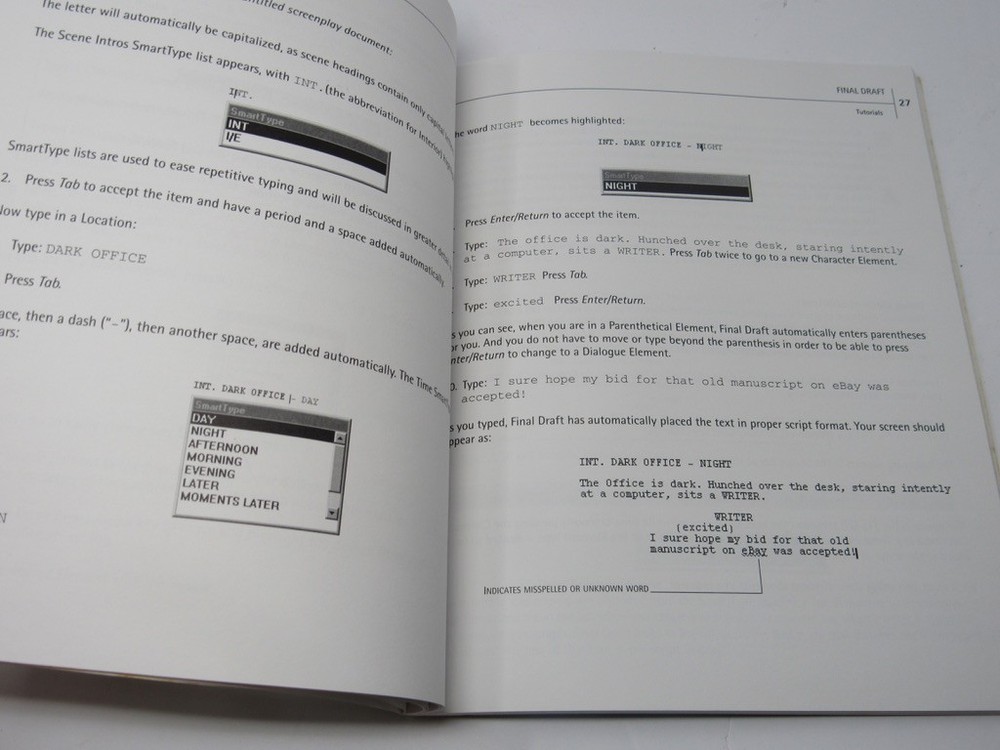 untitled screenplay document:
The letter will automatically be capitalized, as scene headings contain only
The Scene Intros SmartType list appears, with INT. (the abbreviation for Interior)
INT.
SmartType
INT
I/E
SmartType lists are used to ease repetitive typing and will be discussed in greater
2. Press Tab to accept the item and have a period and a space added automatically.
Now type in a Location:
Type: DARK OFFICE
Press Tab.
ace, then a dash ("–"), then another space, are added automatically. The Time
ars:
INT. DARK OFFICE - DAY
SmartType
DAY
NIGHT
AFTERNOON
MORNING
EVENING
LATER
MOMENTS LATER
N
FINAL DRAFT
27
Tutorials
he word NIGHT becomes highlighted:
INT. DARK OFFICE - NIGHT
SmartType
NIGHT
Press Enter/Return to accept the item.
Type: The office is dark. Hunched over the desk, staring intently
at a computer, sits a WRITER. Press Tab twice to go to a new Character Element.
Type: WRITER Press Tab.
Type: excited Press Enter/Return.
s you can see, when you are in a Parenthetical Element, Final Draft automatically enters parentheses
or you. And you do not have to move or type beyond the parenthesis in order to be able to press
nter/Return to change to a Dialogue Element.
0. Type: I sure hope my bid for that old manuscript on eBay was
accepted!
s you typed, Final Draft has automatically placed the text in proper script format. Your screen should
ppear as:
INT. DARK OFFICE - NIGHT
The Office is dark. Hunched over the desk, staring intently
at a computer, sits a WRITER.
WRITER
(excited)
I sure hope my bid for that old
manuscript on eBay was accepted!
INDICATES MISSPELLED OR UNKNOWN WORD